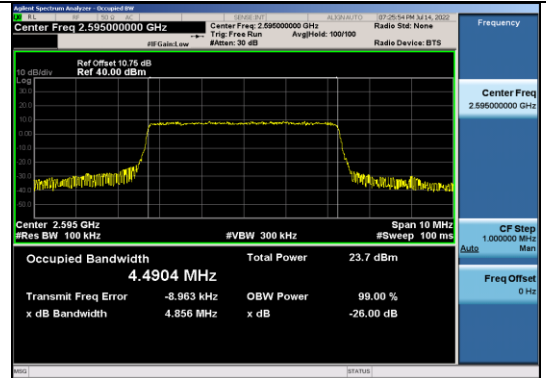 Agilent Spectrum Analyzer - Occupied BW
RL RF 50 Ω AC SENSE:INT ALIGNAUTO 07:25:54 PM Jul 14, 2022
Center Freq 2.595000000 GHz
Center Freq: 2.595000000 GHz
Radio Std: None
Trig: Free Run
Avg|Hold: 100/100
#IFGain:Low
#Atten: 30 dB
Radio Device: BTS
Frequency
Ref Offset 10.75 dB
10 dB/div
Ref 40.00 dBm
Log
30.0
20.0
10.0
0.00
-10.0
-20.0
-30.0
-40.0
-50.0
Center Freq
2.595000000 GHz
Center 2.595 GHz
Span 10 MHz
#Res BW 100 kHz
#VBW 300 kHz
#Sweep 100 ms
CF Step
1.000000 MHz
Auto Man
Occupied Bandwidth
Total Power 23.7 dBm
4.4904 MHz
Transmit Freq Error -8.963 kHz
OBW Power 99.00 %
x dB Bandwidth 4.856 MHz
x dB -26.00 dB
Freq Offset
0 Hz
MSG
STATUS